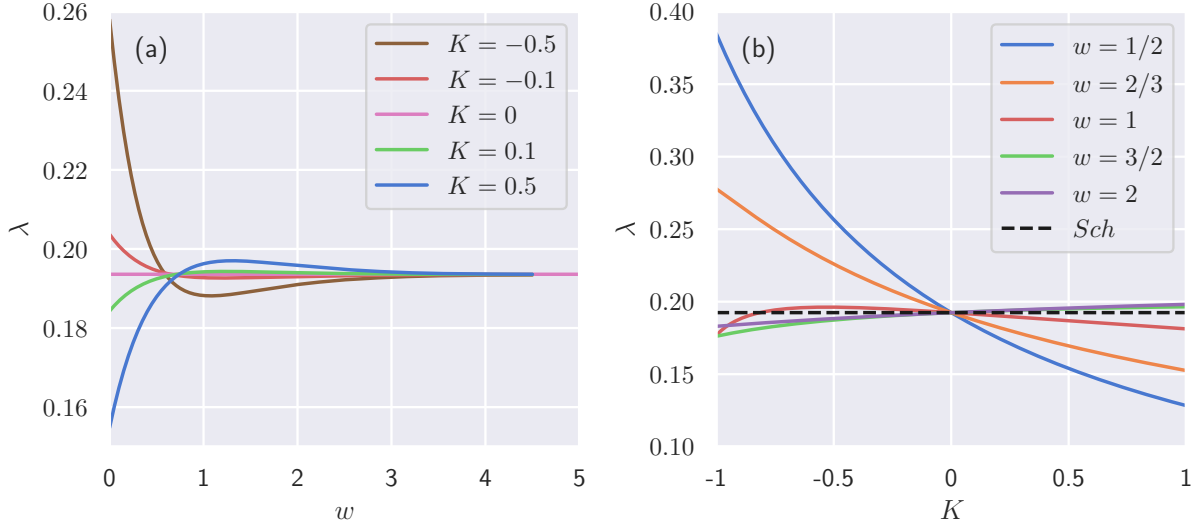 (a)
K = −0.5
K = −0.1
K = 0
K = 0.1
K = 0.5
0.26
0.24
0.22
0.20
0.18
0.16
λ
0 1 2 3 4 5
w
(b)
w = 1/2
w = 2/3
w = 1
w = 3/2
w = 2
Sch
0.40
0.35
0.30
0.25
0.20
0.15
0.10
λ
-1 -0.5 0 0.5 1
K